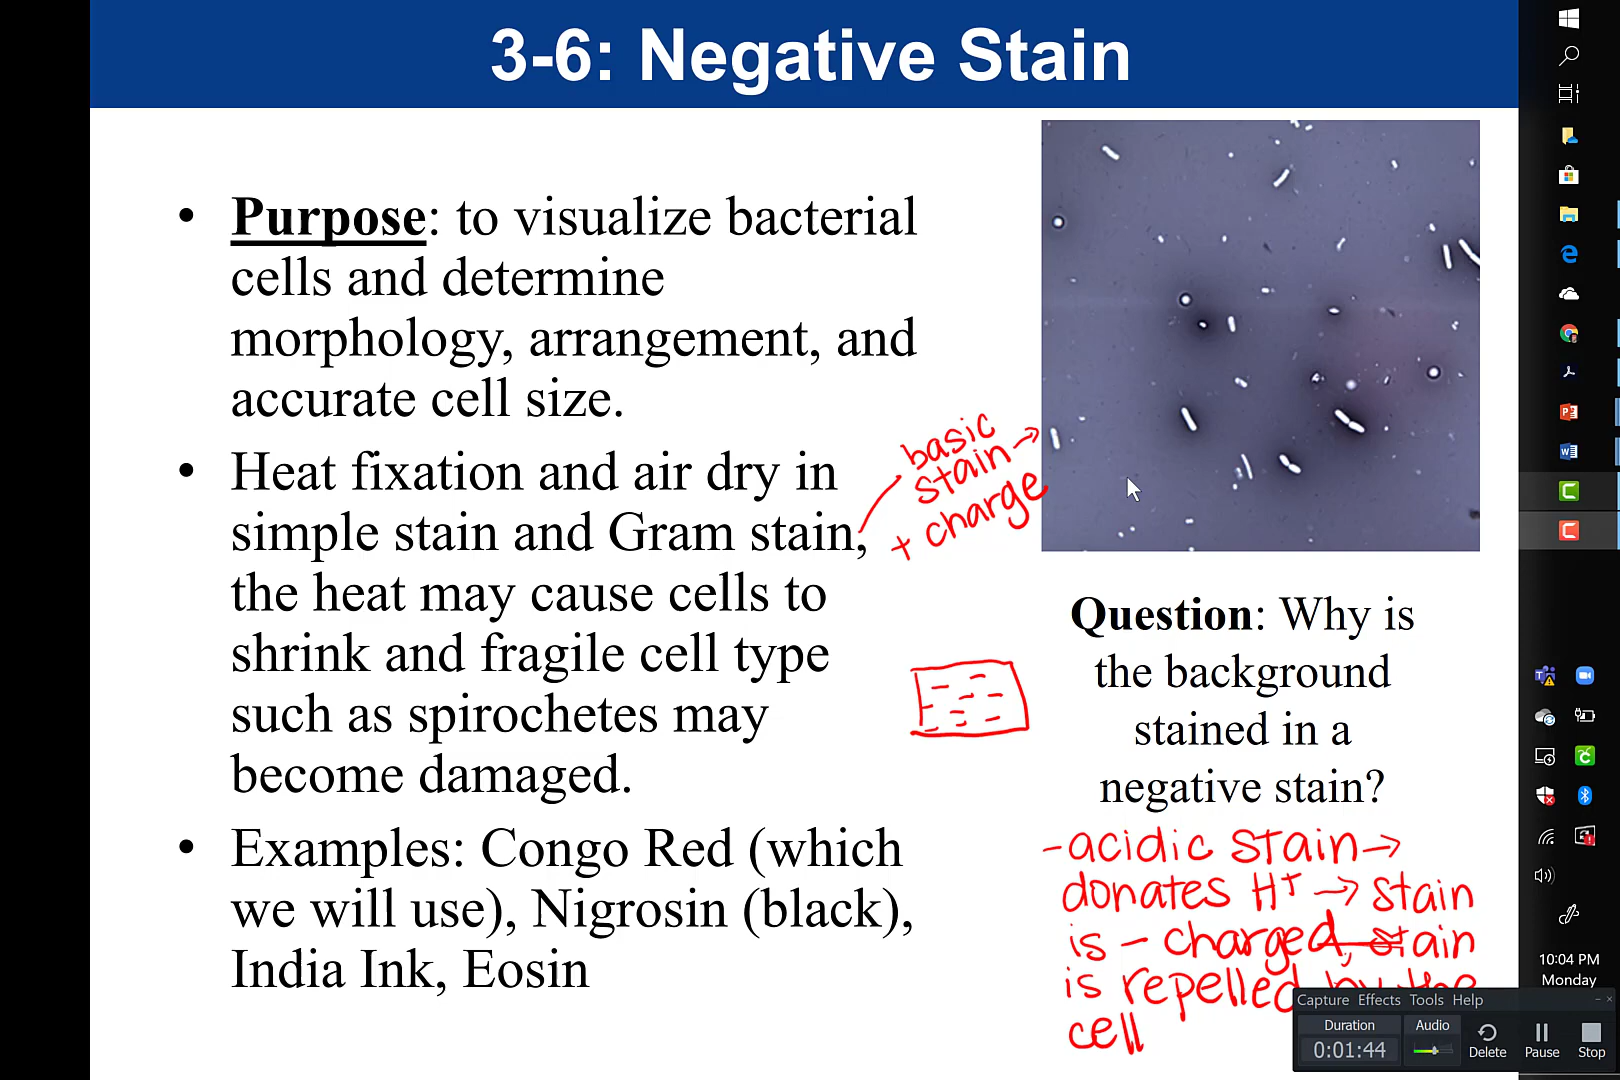 3-6: Negative Stain
• Purpose: to visualize bacterial
cells and determine
morphology, arrangement, and
accurate cell size.
• Heat fixation and air dry in
simple stain and Gram stain,
the heat may cause cells to
shrink and fragile cell type
such as spirochetes may
become damaged.
• Examples: Congo Red (which
we will use), Nigrosin (black),
India Ink, Eosin
basic
stain →
+ charge
Question: Why is
the background
stained in a
negative stain?
- acidic stain →
donates H+ → stain
is - charged, stain
is repelled by the
cell
10:04 PM
Monday
Capture Effects Tools Help
Duration
0:01:44
Audio
Delete
Pause
Stop